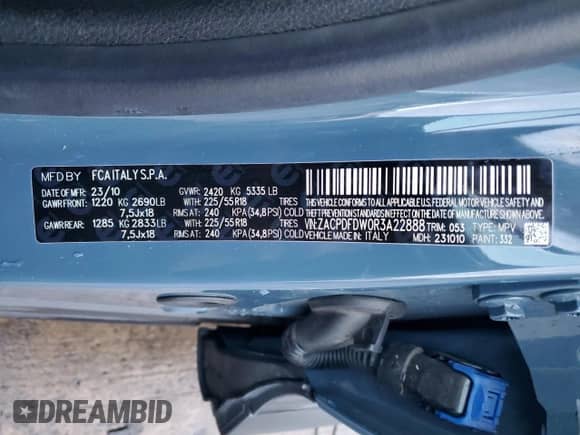 MFD BY FCA ITALY S.P.A.
DATE OF MFR 23/10 GVWR: 2420 KG 5335 LB
GAWR FRONT: 1220 KG 2690LB WITH: 225/55R18 TIRES
7,5Jx18 RIMS AT: 240 KPA (34,8PSI) COLD
GAWR REAR: 1285 KG 2833LB WITH: 225/55R18 TIRES
7,5Jx18 RIMS AT: 240 KPA (34,8PSI) COLD
THIS VEHICLE CONFORMS TO ALL APPLICABLE FEDERAL MOTOR VEHICLE SAFETY,
BUMPER, AND THEFT PREVENTION STANDARDS IN EFFECT ON THE DATE OF MANUFACTURE SHOWN ABOVE.
VIN: ZACPDFDW0R3A22888 TRIM: 053 TYPE: MPV
VEHICLE MADE IN: ITALY MDH: 231010 PAINT: 332
DREAMBID